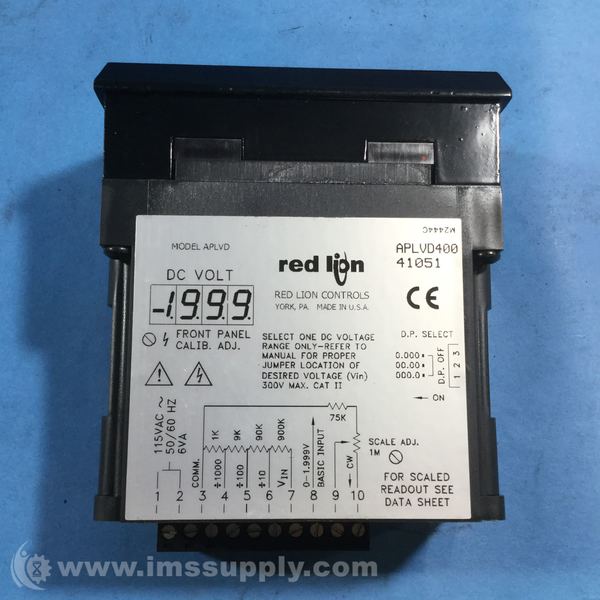 MODEL APLVD
DC VOLT
-1.9.9.9
FRONT PANEL
CALIB. ADJ.
red lion
RED LION CONTROLS
YORK, PA. MADE IN U.S.A.
M2444C
APLVD400
41051
CE
SELECT ONE DC VOLTAGE
RANGE ONLY-REFER TO
MANUAL FOR PROPER
JUMPER LOCATION OF
DESIRED VOLTAGE (Vin)
300V MAX. CAT II
D.P. SELECT
0.000
00.00
000.0
D.P. OFF
1 2 3
← ON
115VAC ~
50/60 HZ
6VA
COMM.
1K
÷1000
9K
÷100
90K
÷10
900K
VIN
0-1.999V
BASIC INPUT
75K
CW
SCALE ADJ.
1M
FOR SCALED
READOUT SEE
DATA SHEET
1 2 3 4 5 6 7 8 9 10
www.imssupply.com